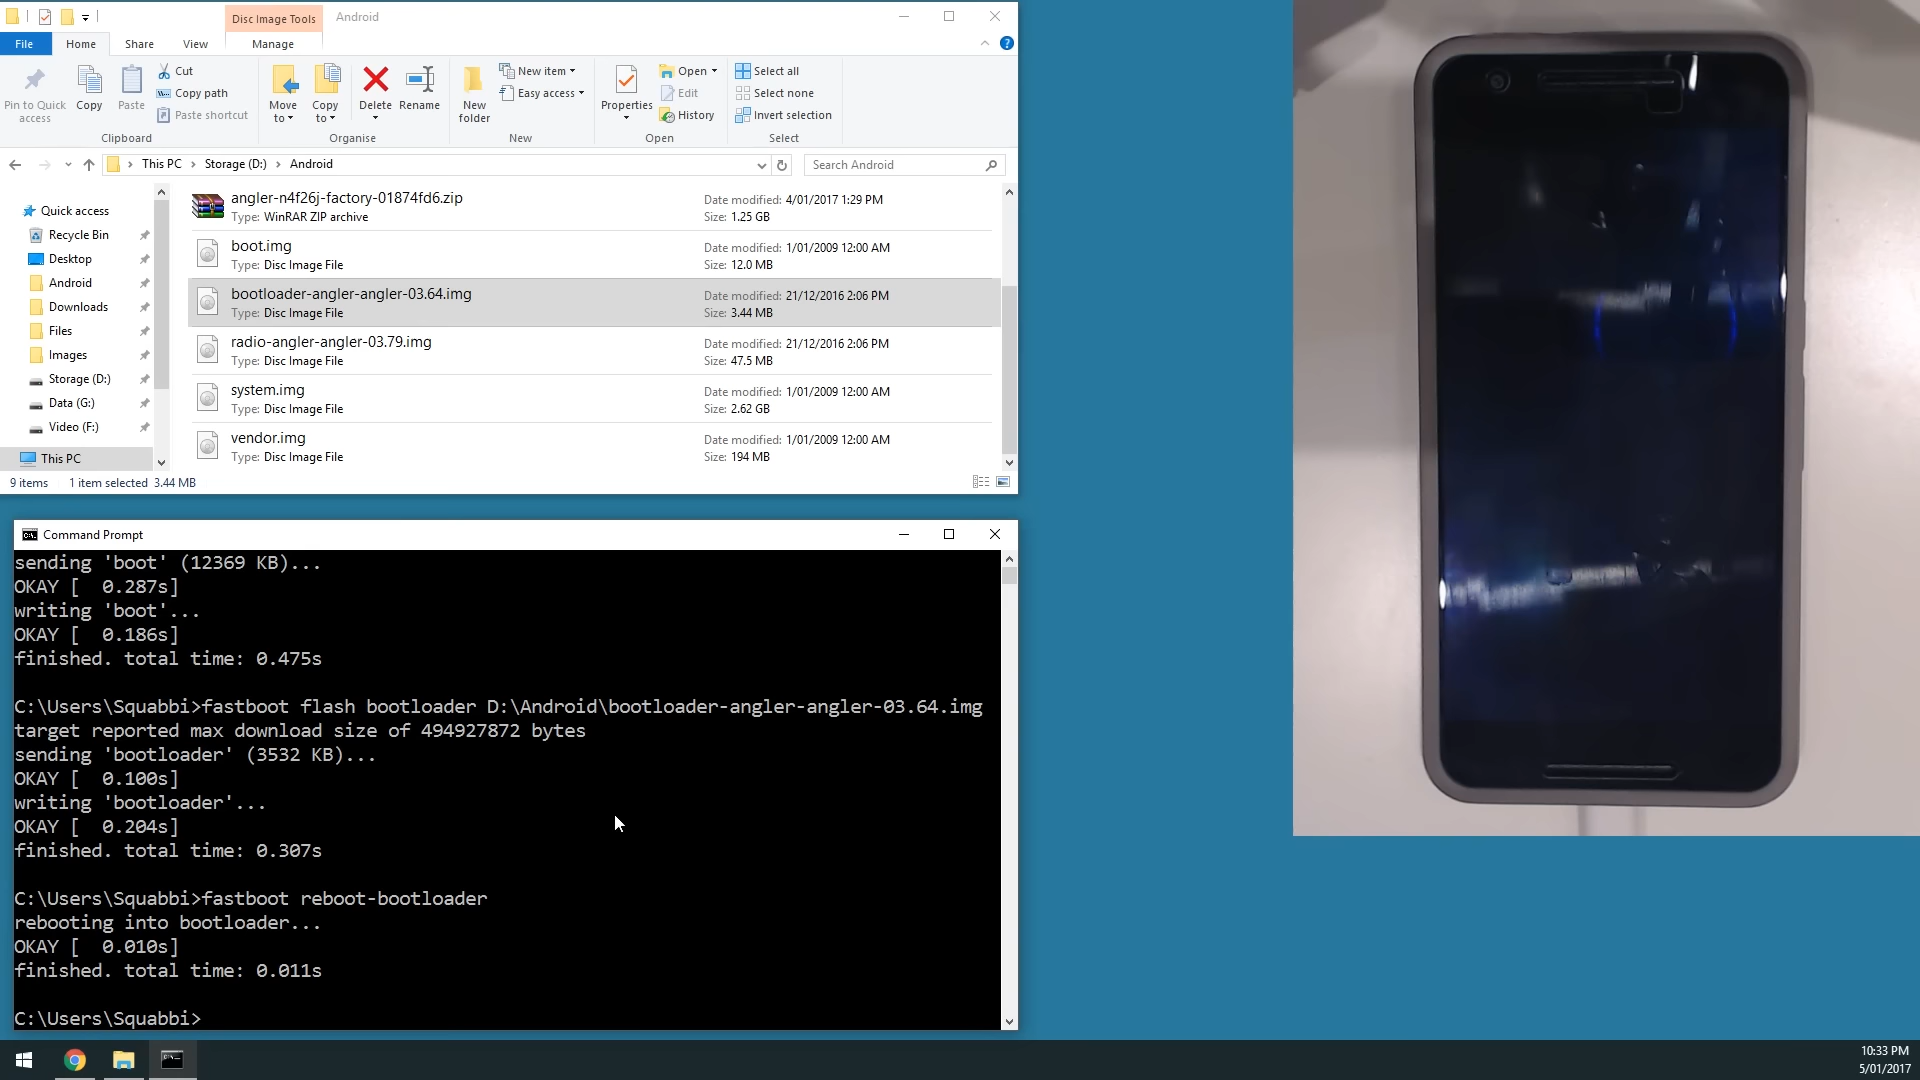 Disc Image Tools
Android
File
Home
Share
View
Manage
Pin to Quick access
Copy
Paste
Cut
Copy path
Paste shortcut
Clipboard
Move to
Copy to
Delete
Rename
Organise
New folder
New item
Easy access
New
Properties
Open
Edit
History
Open
Select all
Select none
Invert selection
Select
This PC > Storage (D:) > Android
Search Android
Quick access
Recycle Bin
Desktop
Android
Downloads
Files
Images
Storage (D:)
Data (G:)
Video (F:)
This PC
angler-n4f26j-factory-01874fd6.zip
Type: WinRAR ZIP archive
Date modified: 4/01/2017 1:29 PM
Size: 1.25 GB
boot.img
Type: Disc Image File
Date modified: 1/01/2009 12:00 AM
Size: 12.0 MB
bootloader-angler-angler-03.64.img
Type: Disc Image File
Date modified: 21/12/2016 2:06 PM
Size: 3.44 MB
radio-angler-angler-03.79.img
Type: Disc Image File
Date modified: 21/12/2016 2:06 PM
Size: 47.5 MB
system.img
Type: Disc Image File
Date modified: 1/01/2009 12:00 AM
Size: 2.62 GB
vendor.img
Type: Disc Image File
Date modified: 1/01/2009 12:00 AM
Size: 194 MB
9 items 1 item selected 3.44 MB
Command Prompt
sending 'boot' (12369 KB)...
OKAY [  0.287s]
writing 'boot'...
OKAY [  0.186s]
finished. total time: 0.475s
C:\Users\Squabbi>fastboot flash bootloader D:\Android\bootloader-angler-angler-03.64.img
target reported max download size of 494927872 bytes
sending 'bootloader' (3532 KB)...
OKAY [  0.100s]
writing 'bootloader'...
OKAY [  0.204s]
finished. total time: 0.307s
C:\Users\Squabbi>fastboot reboot-bootloader
rebooting into bootloader...
OKAY [  0.010s]
finished. total time: 0.011s
C:\Users\Squabbi>
10:33 PM
5/01/2017